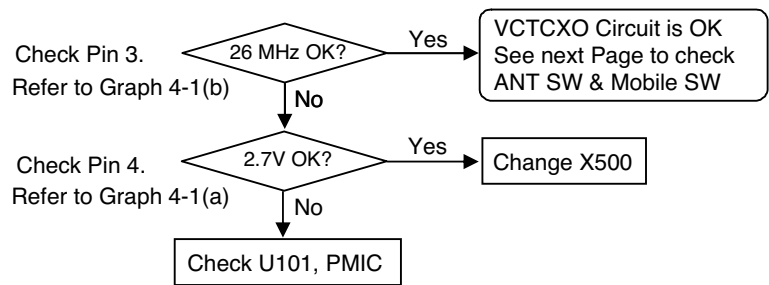 Check Pin 3.
Refer to Graph 4-1(b)
26 MHz OK?
Yes
VCTCXO Circuit is OK
See next Page to check
ANT SW & Mobile SW
No
Check Pin 4.
Refer to Graph 4-1(a)
2.7V OK?
Yes
Change X500
No
Check U101, PMIC